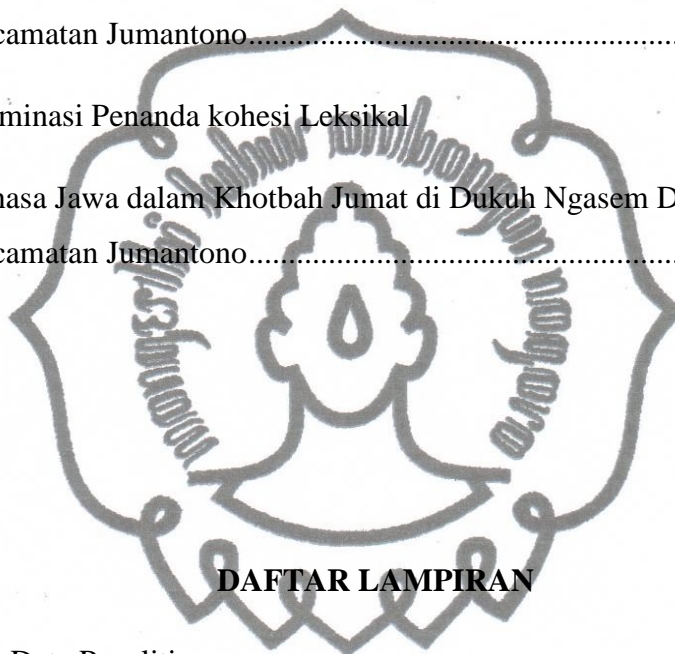 camatan Jumantono
minasi Penanda kohesi Leksikal
hasa Jawa dalam Khotbah Jumat di Dukuh Ngasem D
camatan Jumantono
DAFTAR LAMPIRAN